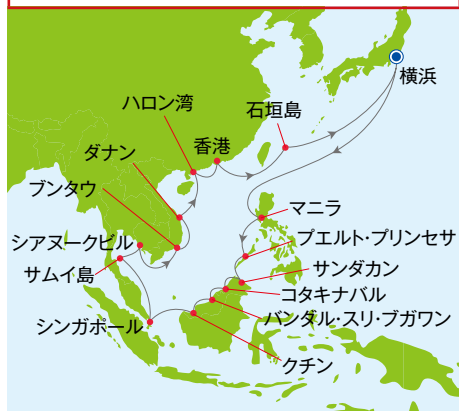 横浜
ハロン湾
石垣島
香港
ダナン
ブンタウ
マニラ
シアヌークビル
プエルト・プリンセサ
サムイ島
サンダカン
コタキナバル
シンガポール
バンダル・スリ・ブガワン
クチン